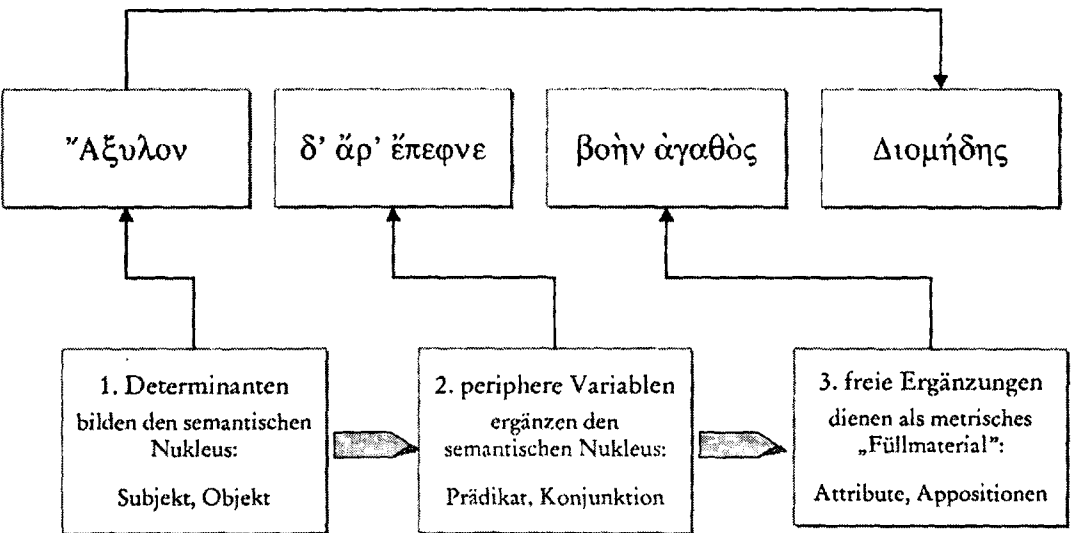 Ἄξυλον
δ’ ἄρ’ ἔπεφνε
βοὴν ἀγαθὸς
Διομήδης
1. Determinanten
bilden den semantischen
Nukleus:
Subjekt, Objekt
2. periphere Variablen
ergänzen den
semantischen Nukleus:
Prädikat, Konjunktion
3. freie Ergänzungen
dienen als metrisches
„Füllmaterial”:
Attribute, Appositionen